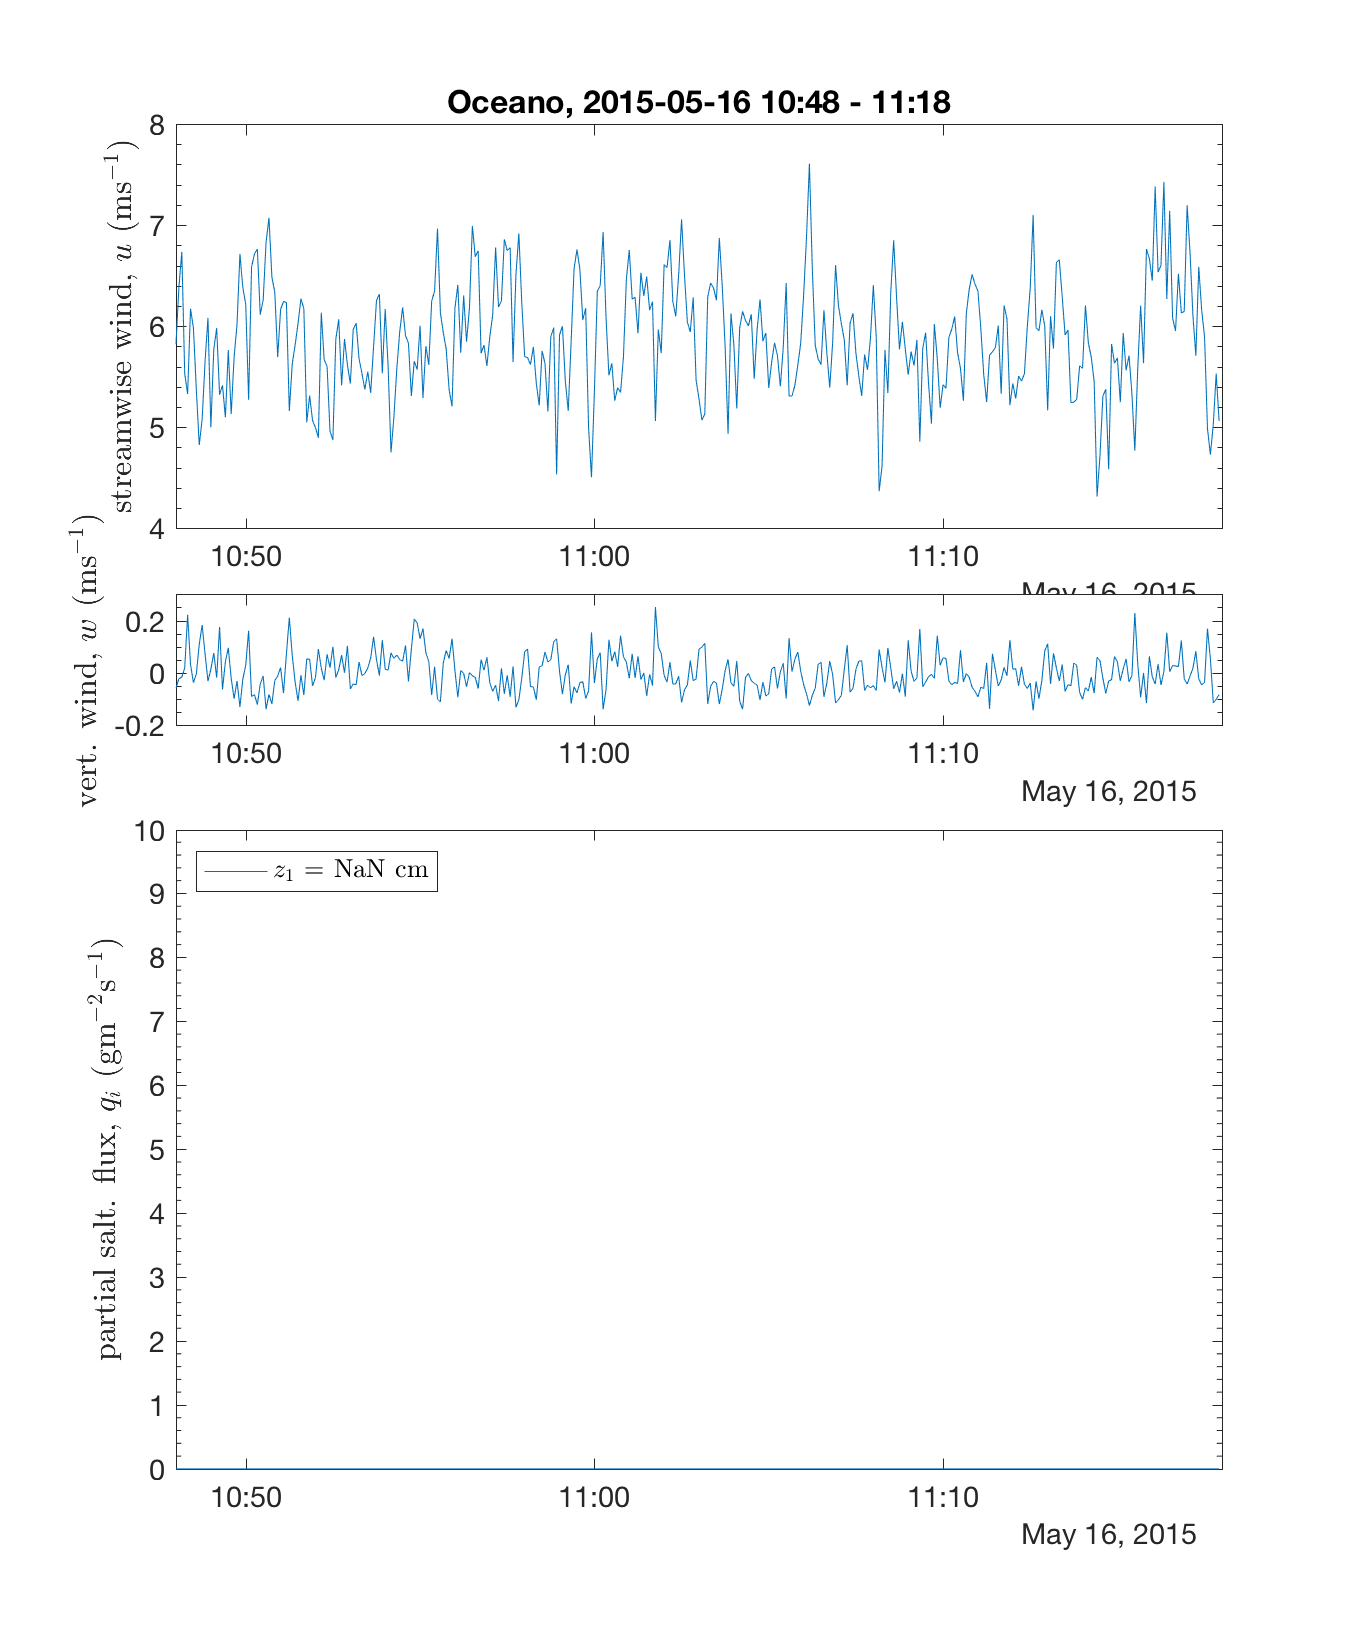 Oceano, 2015-05-16 10:48 - 11:18
streamwise wind, u (ms⁻¹)
8
7
6
5
4
10:50 11:00 11:10
May 16, 2015
vert. wind, w (ms⁻¹)
0.2
0
-0.2
10:50 11:00 11:10
May 16, 2015
partial salt. flux, qᵢ (gm⁻²s⁻¹)
10
9
8
7
6
5
4
3
2
1
0
z₁ = NaN cm
10:50 11:00 11:10
May 16, 2015